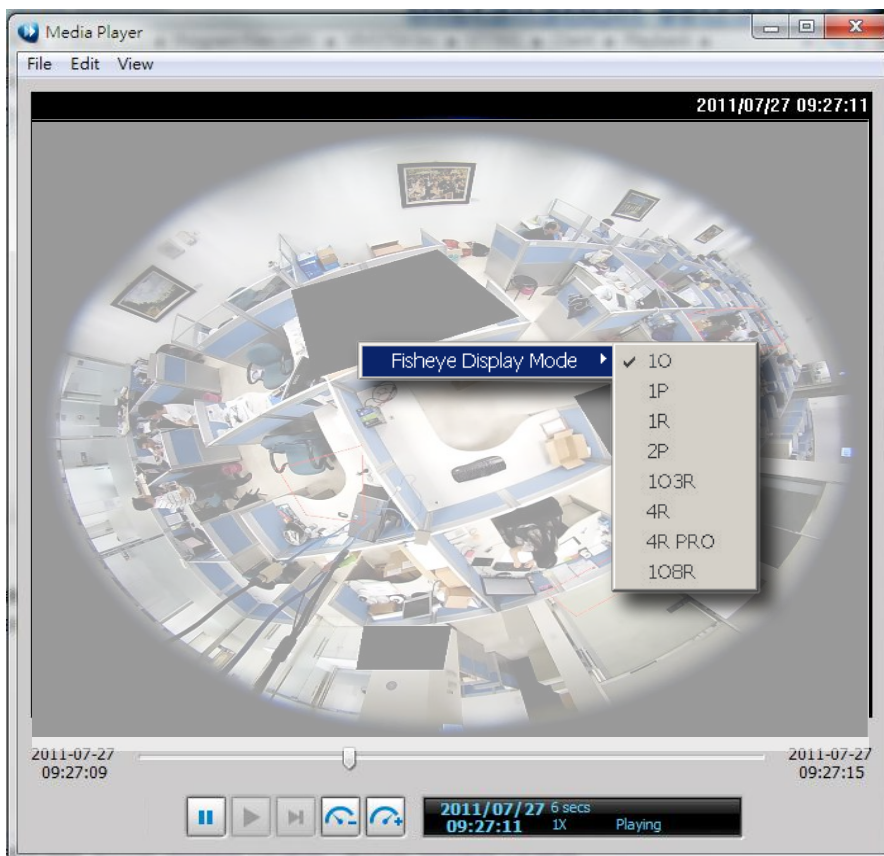 Media Player
File Edit View
2011/07/27 09:27:11
Fisheye Display Mode
1O
1P
1R
2P
1O3R
4R
4R PRO
1O8R
2011-07-27
09:27:09
2011-07-27
09:27:15
2011/07/27 6 secs
09:27:11 1X Playing